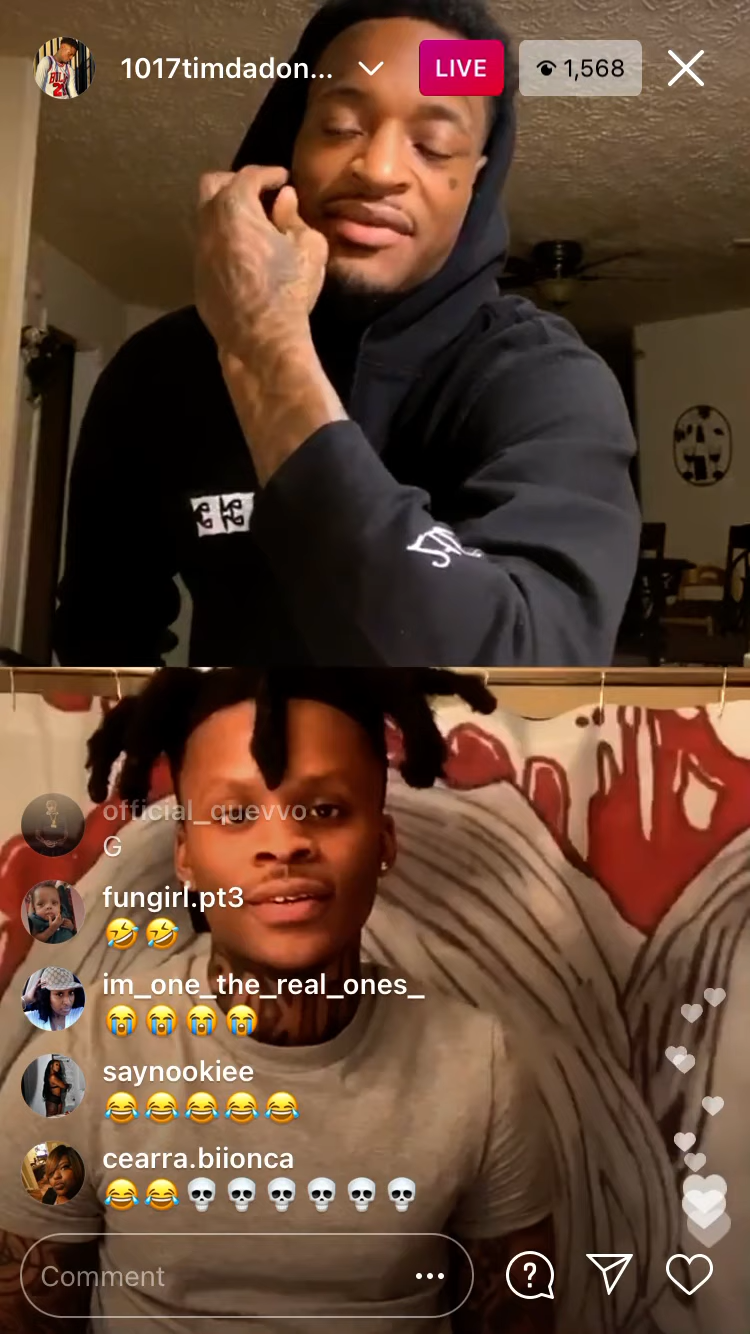 1017timdadon...
LIVE
1,568
official_quevvo
G
fungirl.pt3
🤣🤣
im_one_the_real_ones_
😭😭😭😭
saynookiee
😂😂😂😂😂
cearra.biionca
😂😂💀💀💀💀💀💀
Comment